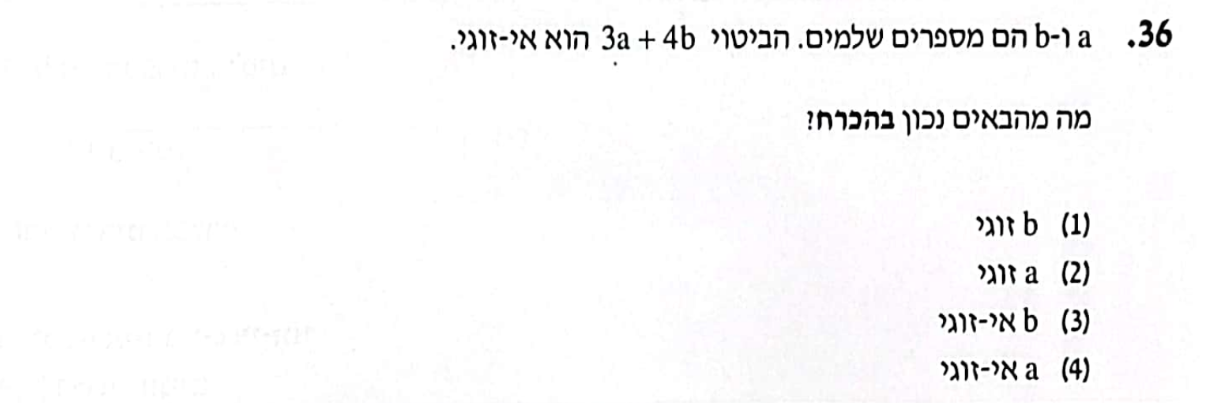 36. a ו-b הם מספרים שלמים. הביטוי 3a + 4b הוא אי-זוגי.
מה מהבאים נכון בהכרח?
(1) b זוגי
(2) a זוגי
(3) b אי-זוגי
(4) a אי-זוגי